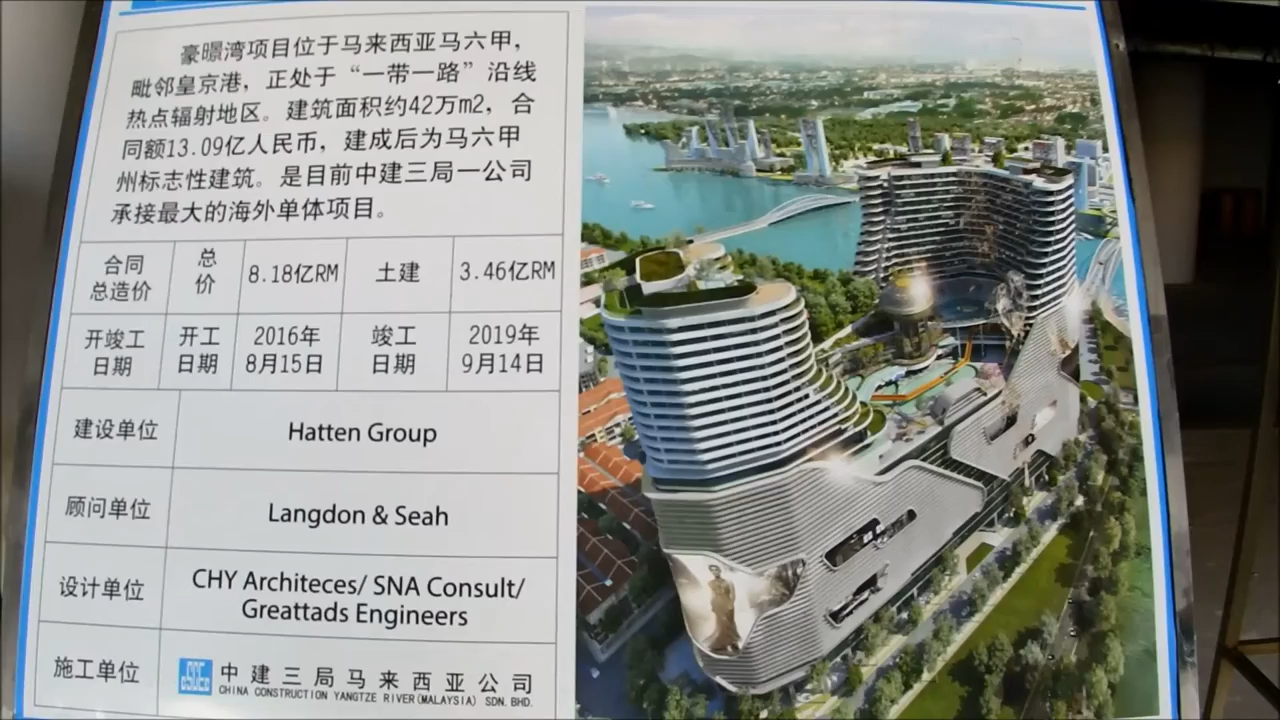 豪暻湾项目位于马来西亚马六甲，
毗邻皇京港，正处于“一带一路”沿线
热点辐射地区。建筑面积约42万m2，合
同额13.09亿人民币，建成后为马六甲
州标志性建筑。是目前中建三局一公司
承接最大的海外单体项目。
合同
总造价
总
价
8.18亿RM
土建
3.46亿RM
开竣工
日期
开工
日期
2016年
8月15日
竣工
日期
2019年
9月14日
建设单位
Hatten Group
顾问单位
Langdon & Seah
设计单位
CHY Architeces/ SNA Consult/
Greattads Engineers
施工单位
中建三局马来西亚公司
CHINA CONSTRUCTION YANGTZE RIVER(MALAYSIA) SDN.BHD.